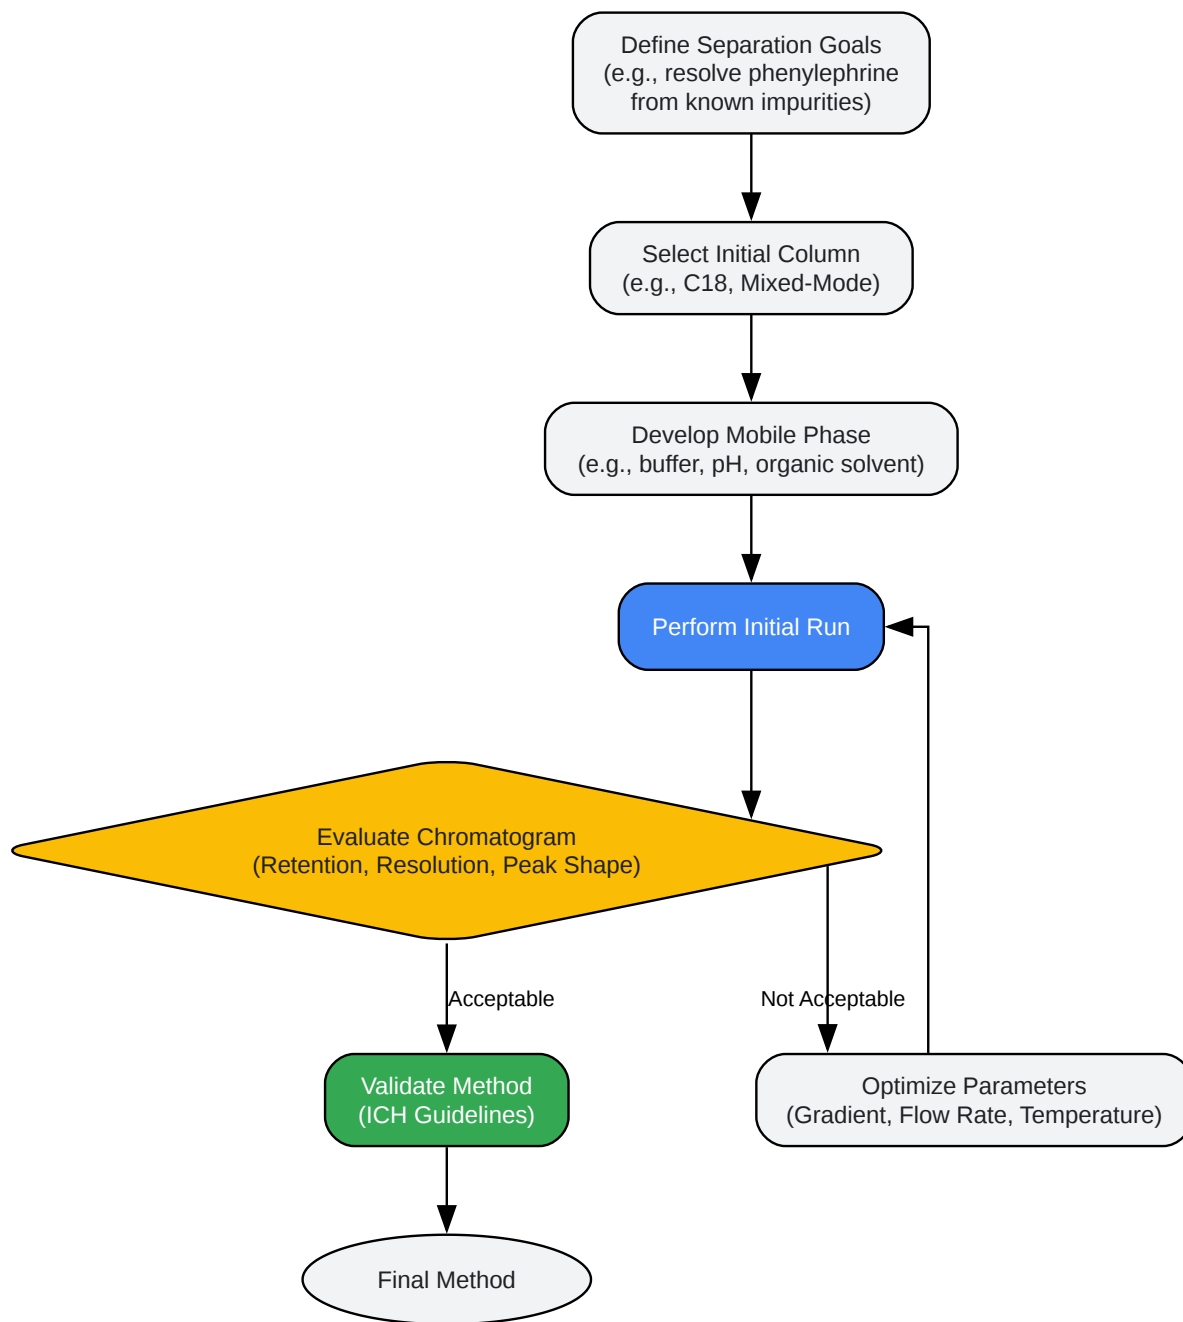 Define Separation Goals
(e.g., resolve phenylephrine
from known impurities)
Select Initial Column
(e.g., C18, Mixed-Mode)
Develop Mobile Phase
(e.g., buffer, pH, organic solvent)
Perform Initial Run
Evaluate Chromatogram
(Retention, Resolution, Peak Shape)
Acceptable
Not Acceptable
Validate Method
(ICH Guidelines)
Optimize Parameters
(Gradient, Flow Rate, Temperature)
Final Method